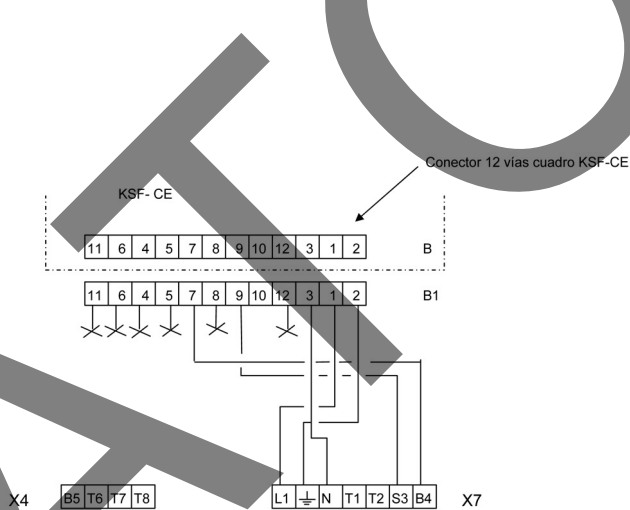 Conector 12 vias cuadro KSF-CE
KSF- CE
11 6 4 5 7 8 9 10 12 3 1 2 B
11 6 4 5 7 8 9 10 12 3 1 2 B1
X4 B5 T6 T7 T8 L1 N T1 T2 S3 B4 X7